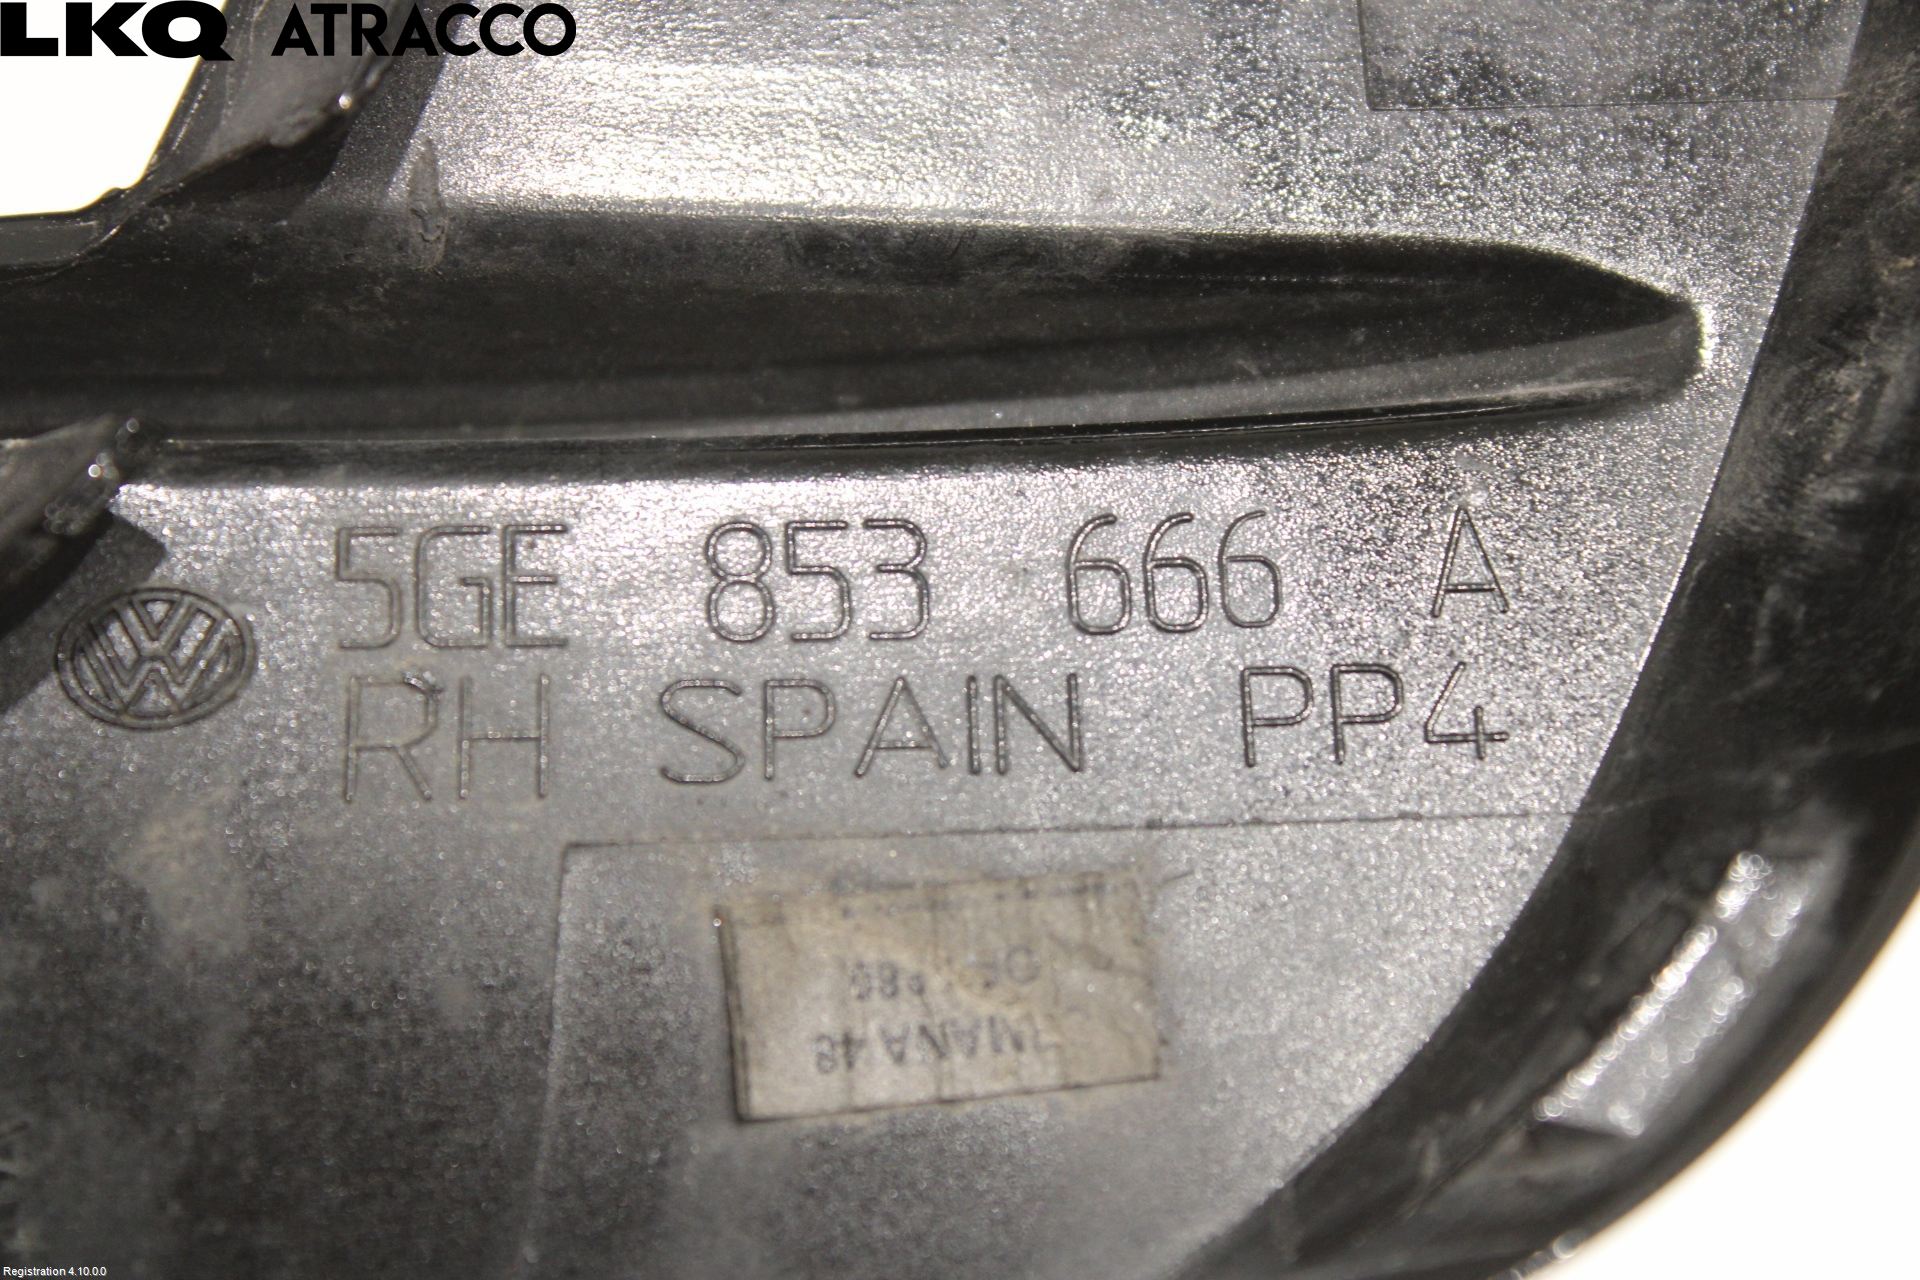 LKQ ATRACCO
5GE 853 666 A
RH SPAIN PP4
Registration 4.10.0.0